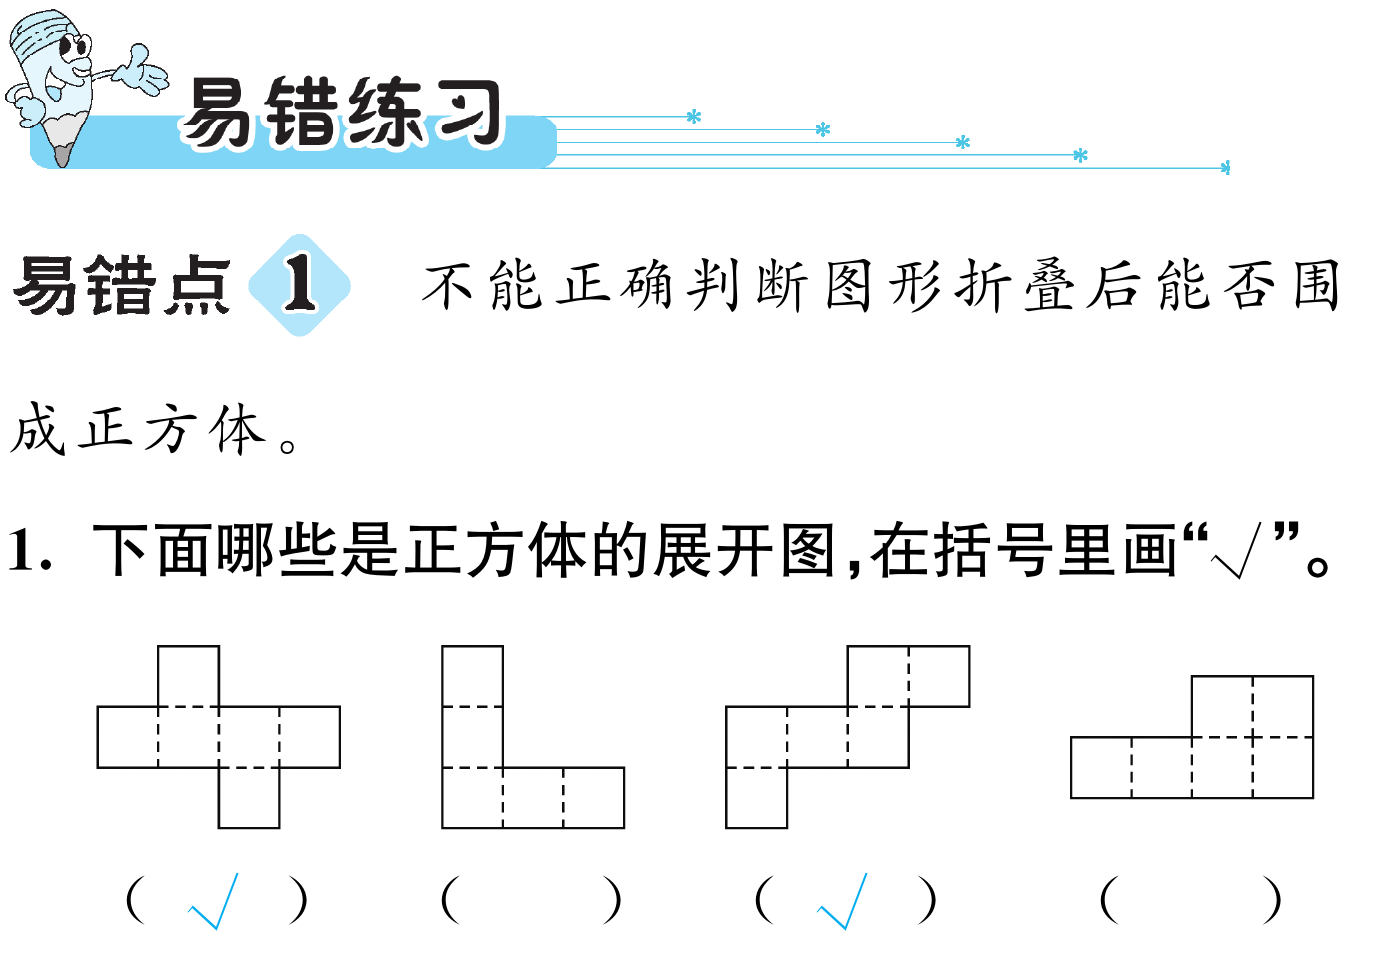 易错练习
易错点 1 不能正确判断图形折叠后能否围
成正方体。
1. 下面哪些是正方体的展开图,在括号里画“√”。
( √ ) ( ) ( √ ) ( )